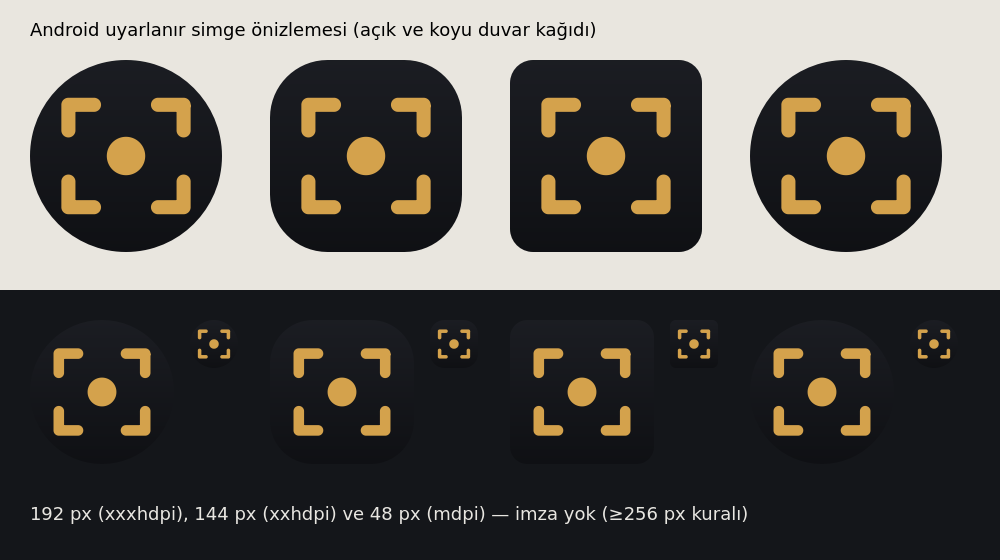 Android uyarlanır simge önizlemesi (açık ve koyu duvar kağıdı)
192 px (xxxhdpi), 144 px (xxhdpi) ve 48 px (mdpi) — imza yok (≥256 px kuralı)